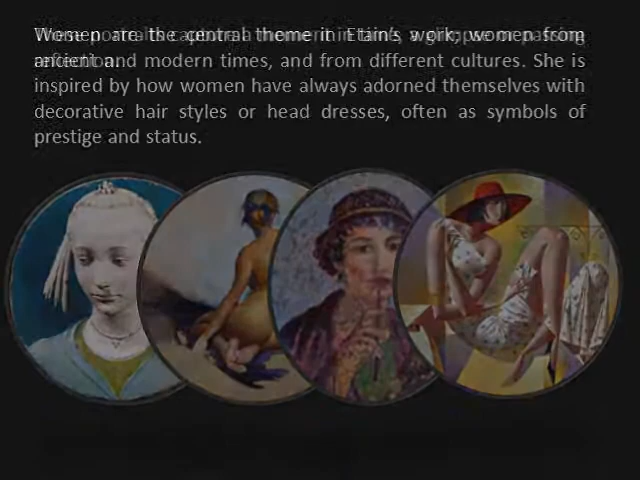 Women are the central theme in Etain's work; women from
ancient and modern times, and from different cultures. She is
inspired by how women have always adorned themselves with
decorative hair styles or head dresses, often as symbols of
prestige and status.